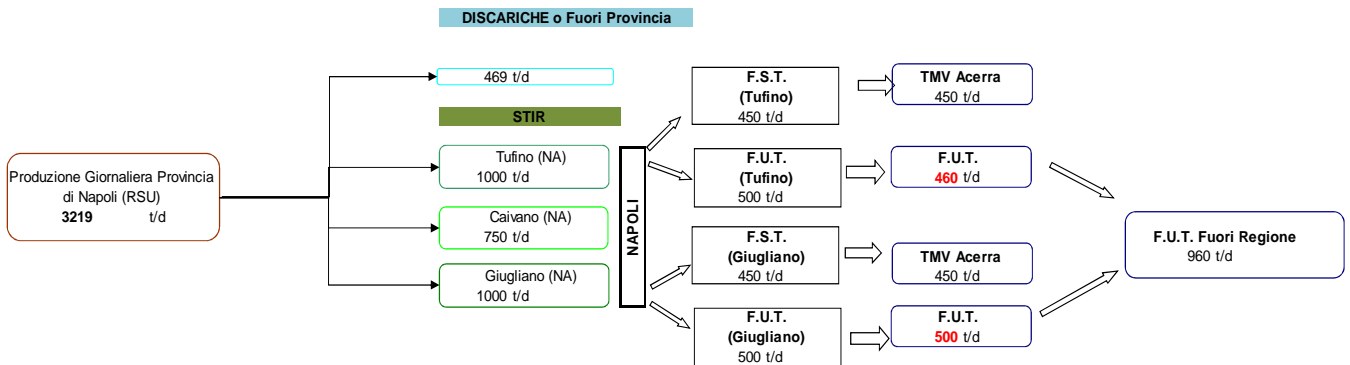 DISCARICHE o Fuori Provincia
469 t/d
STIR
Produzione Giornaliera Provincia
di Napoli (RSU)
3219 t/d
Tufino (NA)
1000 t/d
Caivano (NA)
750 t/d
Giugliano (NA)
1000 t/d
NAPOLI
F.S.T.
(Tufino)
450 t/d
TMV Acerra
450 t/d
F.U.T.
(Tufino)
500 t/d
F.U.T.
460 t/d
F.S.T.
(Giugliano)
450 t/d
TMV Acerra
450 t/d
F.U.T.
(Giugliano)
500 t/d
F.U.T.
500 t/d
F.U.T. Fuori Regione
960 t/d